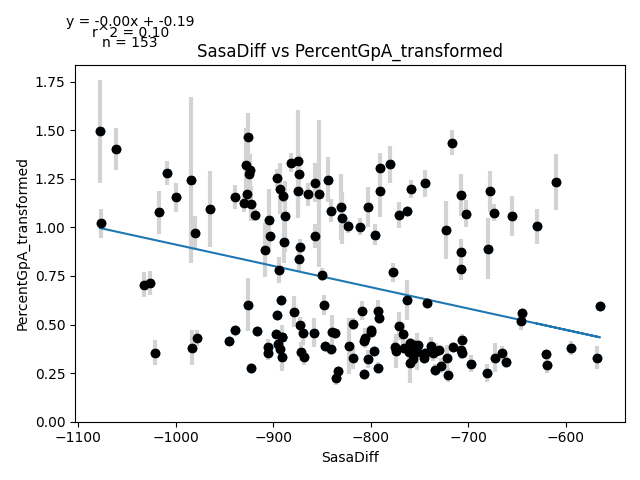 y = -0.00x + -0.19
r^2 = 0.10
n = 153
SasaDiff vs PercentGpA_transformed
1.75
1.50
1.25
1.00
0.75
0.50
0.25
0.00
PercentGpA_transformed
−1100 −1000 −900 −800 −700 −600
SasaDiff